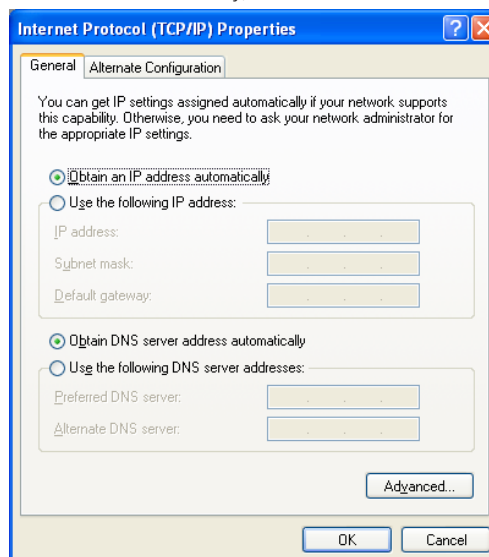 Internet Protocol (TCP/IP) Properties
General
Alternate Configuration
You can get IP settings assigned automatically if your network supports
this capability. Otherwise, you need to ask your network administrator for
the appropriate IP settings.
Obtain an IP address automatically
Use the following IP address:
IP address:
Subnet mask:
Default gateway:
Obtain DNS server address automatically
Use the following DNS server addresses:
Preferred DNS server:
Alternate DNS server:
Advanced...
OK
Cancel